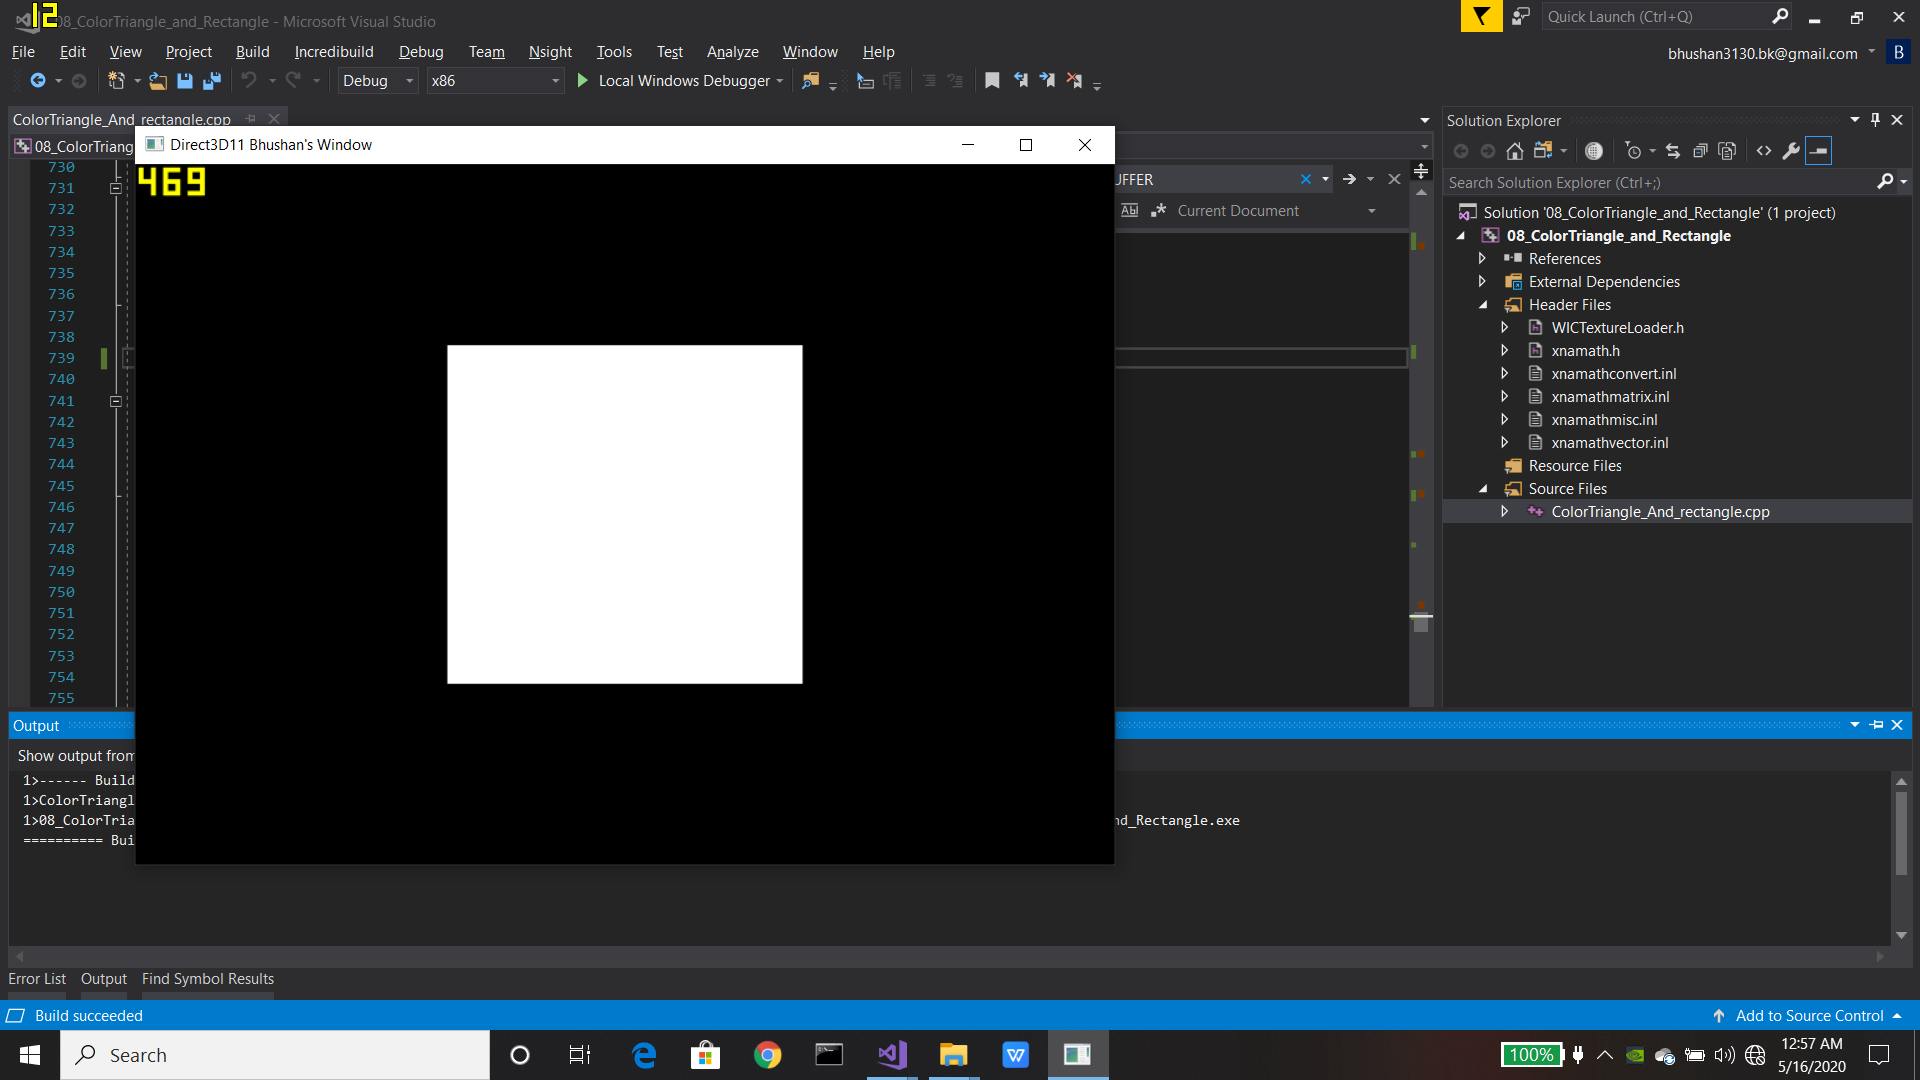 12
08_ColorTriangle_and_Rectangle - Microsoft Visual Studio
Quick Launch (Ctrl+Q)
File Edit View Project Build Incredibuild Debug Team Nsight Tools Test Analyze Window Help
bhushan3130.bk@gmail.com B
Debug x86 Local Windows Debugger
ColorTriangle_And_rectangle.cpp
08_ColorTriang
Direct3D11 Bhushan's Window
469
UFFER
Current Document
730
731
732
733
734
735
736
737
738
739
740
741
742
743
744
745
746
747
748
749
750
751
752
753
754
755
Solution Explorer
Search Solution Explorer (Ctrl+;)
Solution '08_ColorTriangle_and_Rectangle' (1 project)
08_ColorTriangle_and_Rectangle
References
External Dependencies
Header Files
WICTextureLoader.h
xnamath.h
xnamathconvert.inl
xnamathmatrix.inl
xnamathmisc.inl
xnamathvector.inl
Resource Files
Source Files
ColorTriangle_And_rectangle.cpp
Output
Show output from
1>------ Build
1>ColorTriangl
1>08_ColorTria nd_Rectangle.exe
========== Bui
Error List Output Find Symbol Results
Build succeeded
Add to Source Control
Search
100%
12:57 AM
5/16/2020